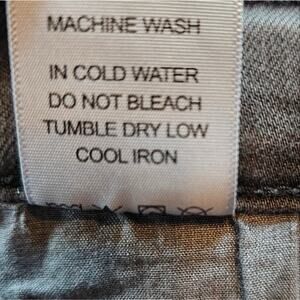 MACHINE WASH
IN COLD WATER
DO NOT BLEACH
TUMBLE DRY LOW
COOL IRON